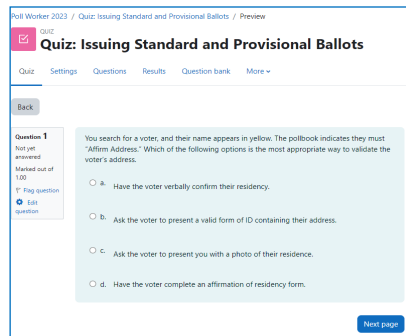 Poll Worker 2023 / Quiz: Issuing Standard and Provisional Ballots / Preview
QUIZ
Quiz: Issuing Standard and Provisional Ballots
Quiz Settings Questions Results Question bank More
Back
Question 1
Not yet
answered
Marked out of
1.00
Flag question
Edit
question
You search for a voter, and their name appears in yellow. The pollbook indicates they must
"Affirm Address." Which of the following options is the most appropriate way to validate the
voter's address.
a. Have the voter verbally confirm their residency.
b. Ask the voter to present a valid form of ID containing their address.
c. Ask the voter to present you with a photo of their residence.
d. Have the voter complete an affirmation of residency form.
Next page